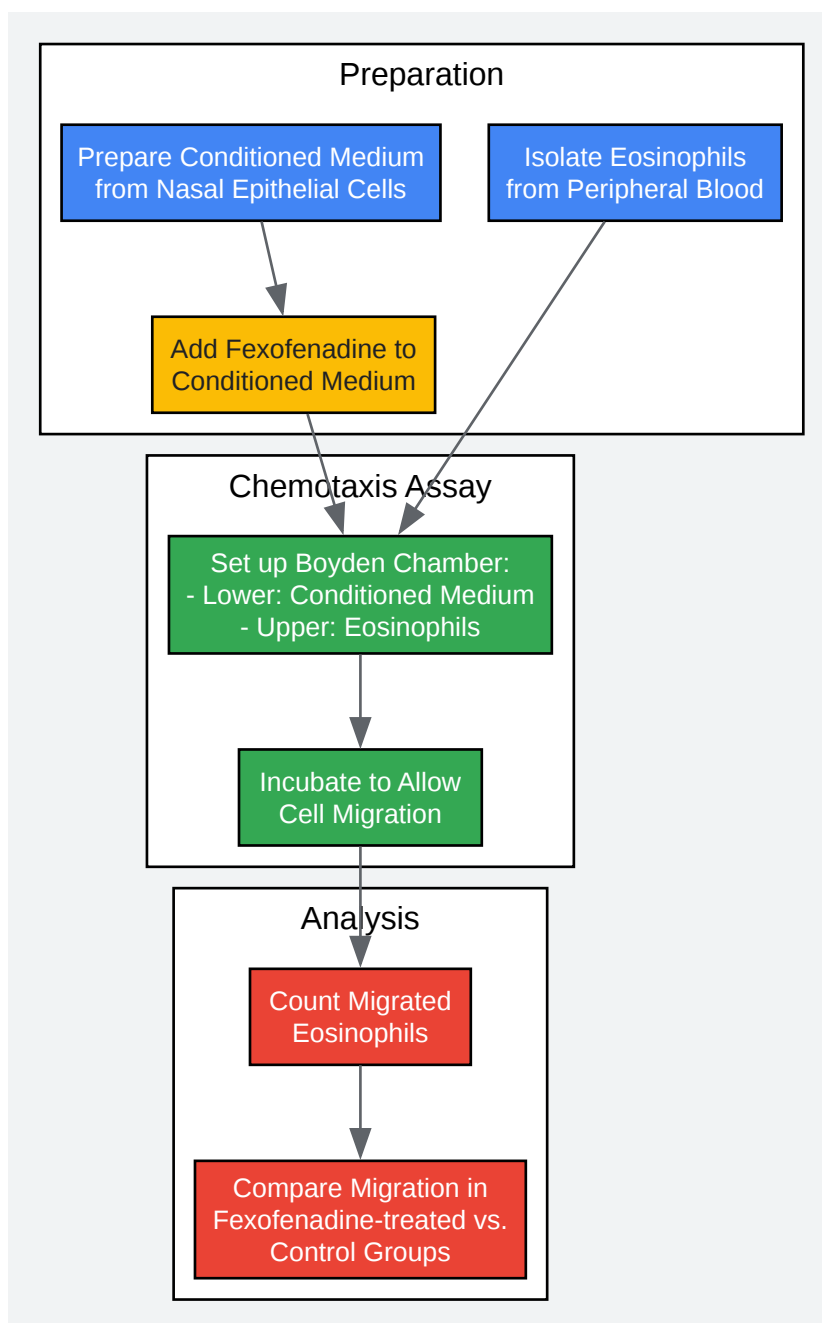 Preparation
Prepare Conditioned Medium
from Nasal Epithelial Cells
Isolate Eosinophils
from Peripheral Blood
Add Fexofenadine to
Conditioned Medium
Chemotaxis Assay
Set up Boyden Chamber:
- Lower: Conditioned Medium
- Upper: Eosinophils
Incubate to Allow
Cell Migration
Analysis
Count Migrated
Eosinophils
Compare Migration in
Fexofenadine-treated vs.
Control Groups